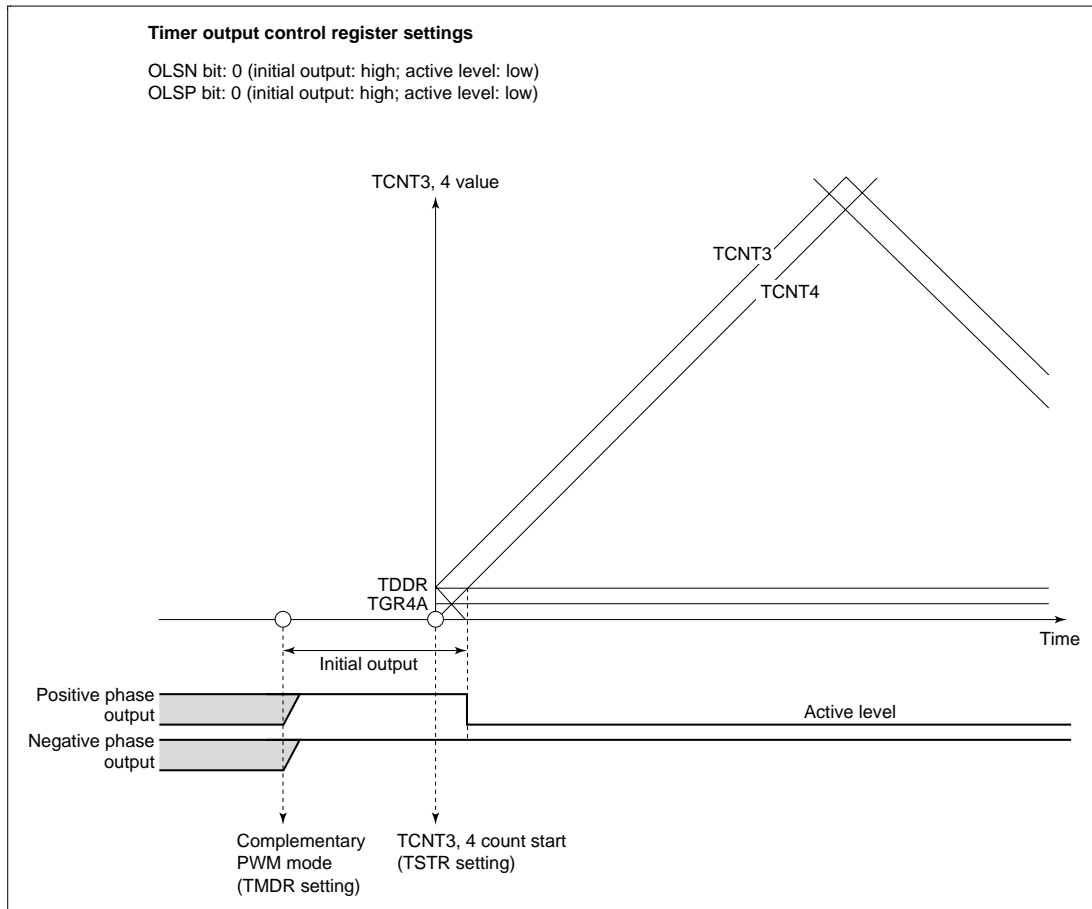 Timer output control register settings
OLSN bit: 0 (initial output: high; active level: low)
OLSP bit: 0 (initial output: high; active level: low)
TCNT3, 4 value
TCNT3
TCNT4
TDDR
TGR4A
Time
Initial output
Positive phase
output
Active level
Negative phase
output
Complementary
PWM mode
(TMDR setting)
TCNT3, 4 count start
(TSTR setting)